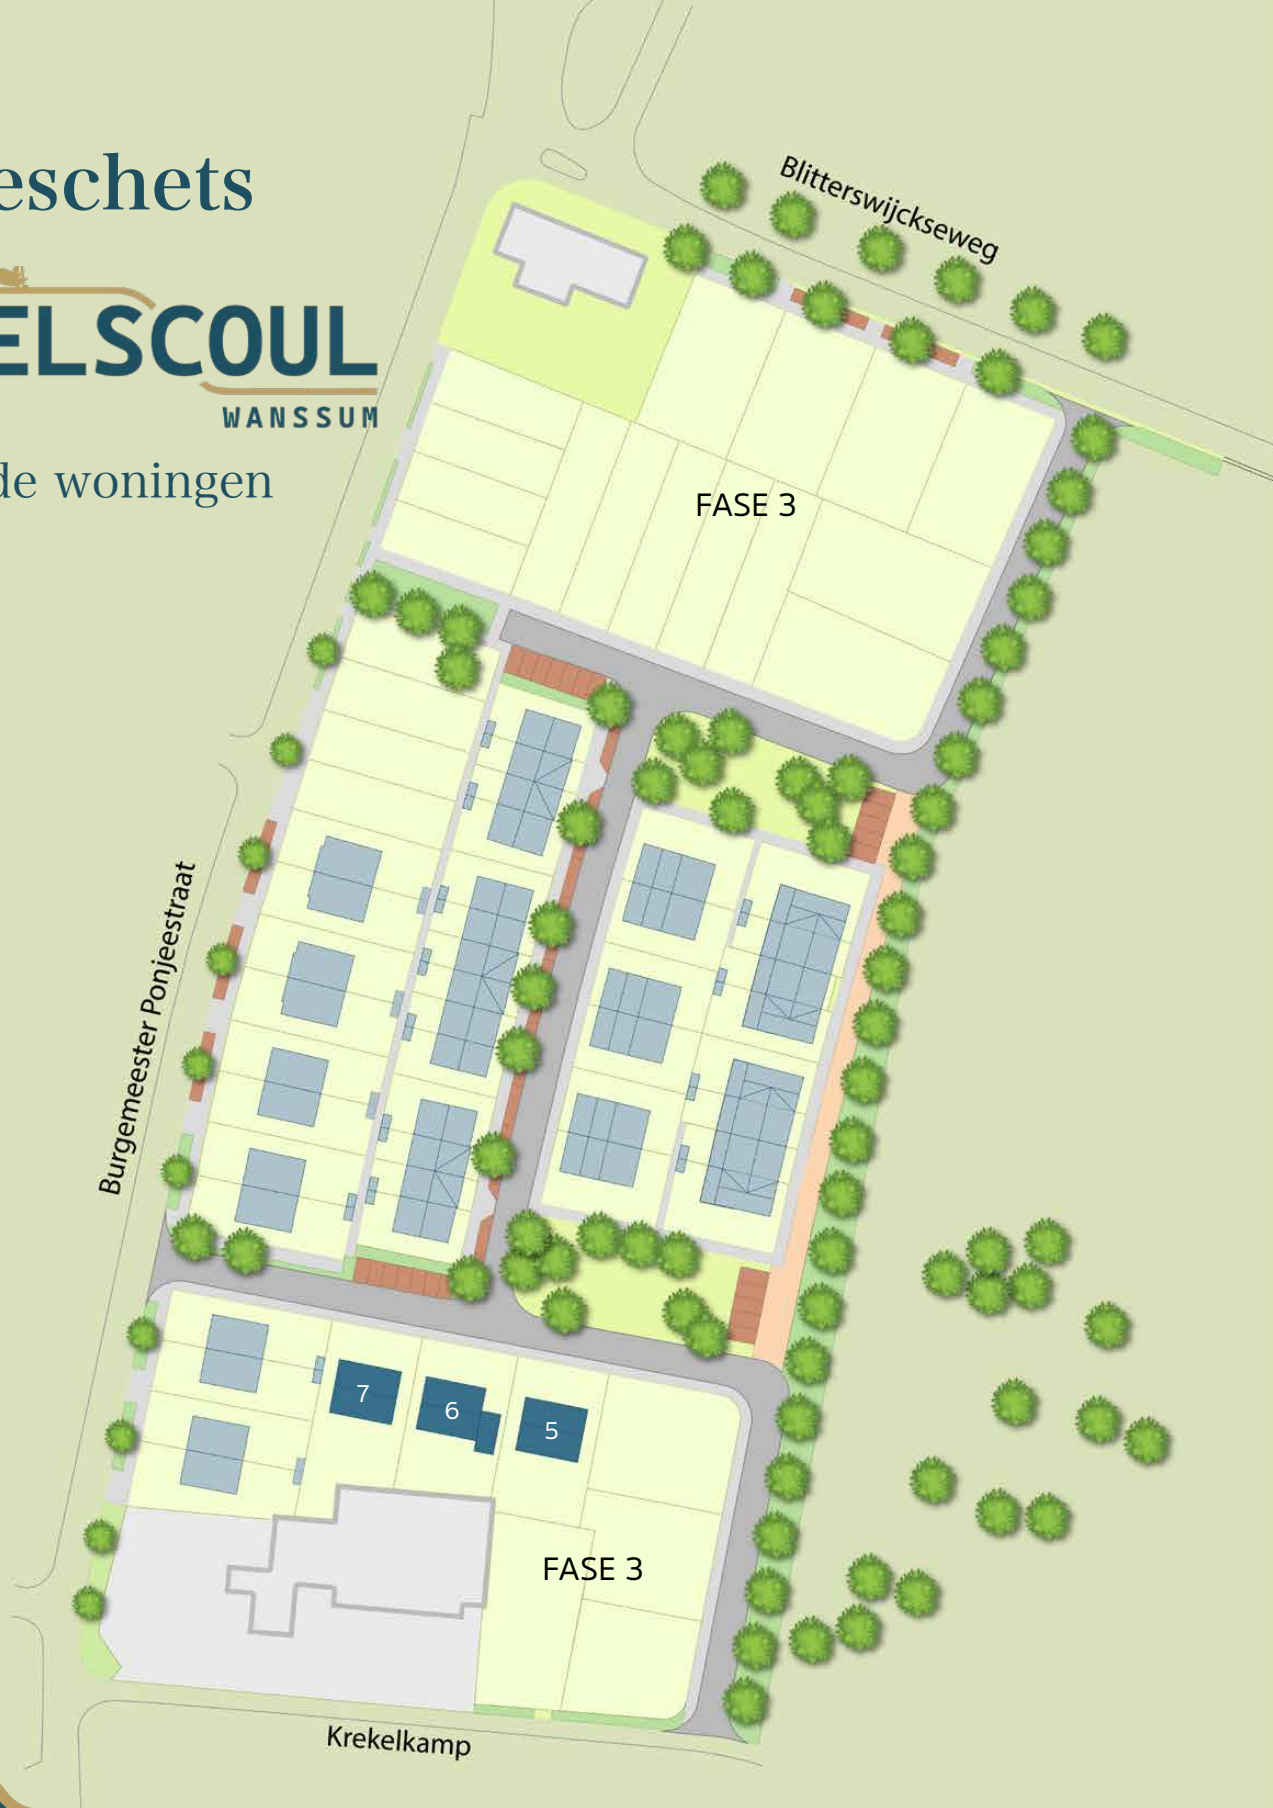 eschets
Blitterswijckseweg
ELSCOUL
WANSSUM
de woningen
FASE 3
Burgemeester Ponjeestraat
7
6
5
FASE 3
Krekelkamp